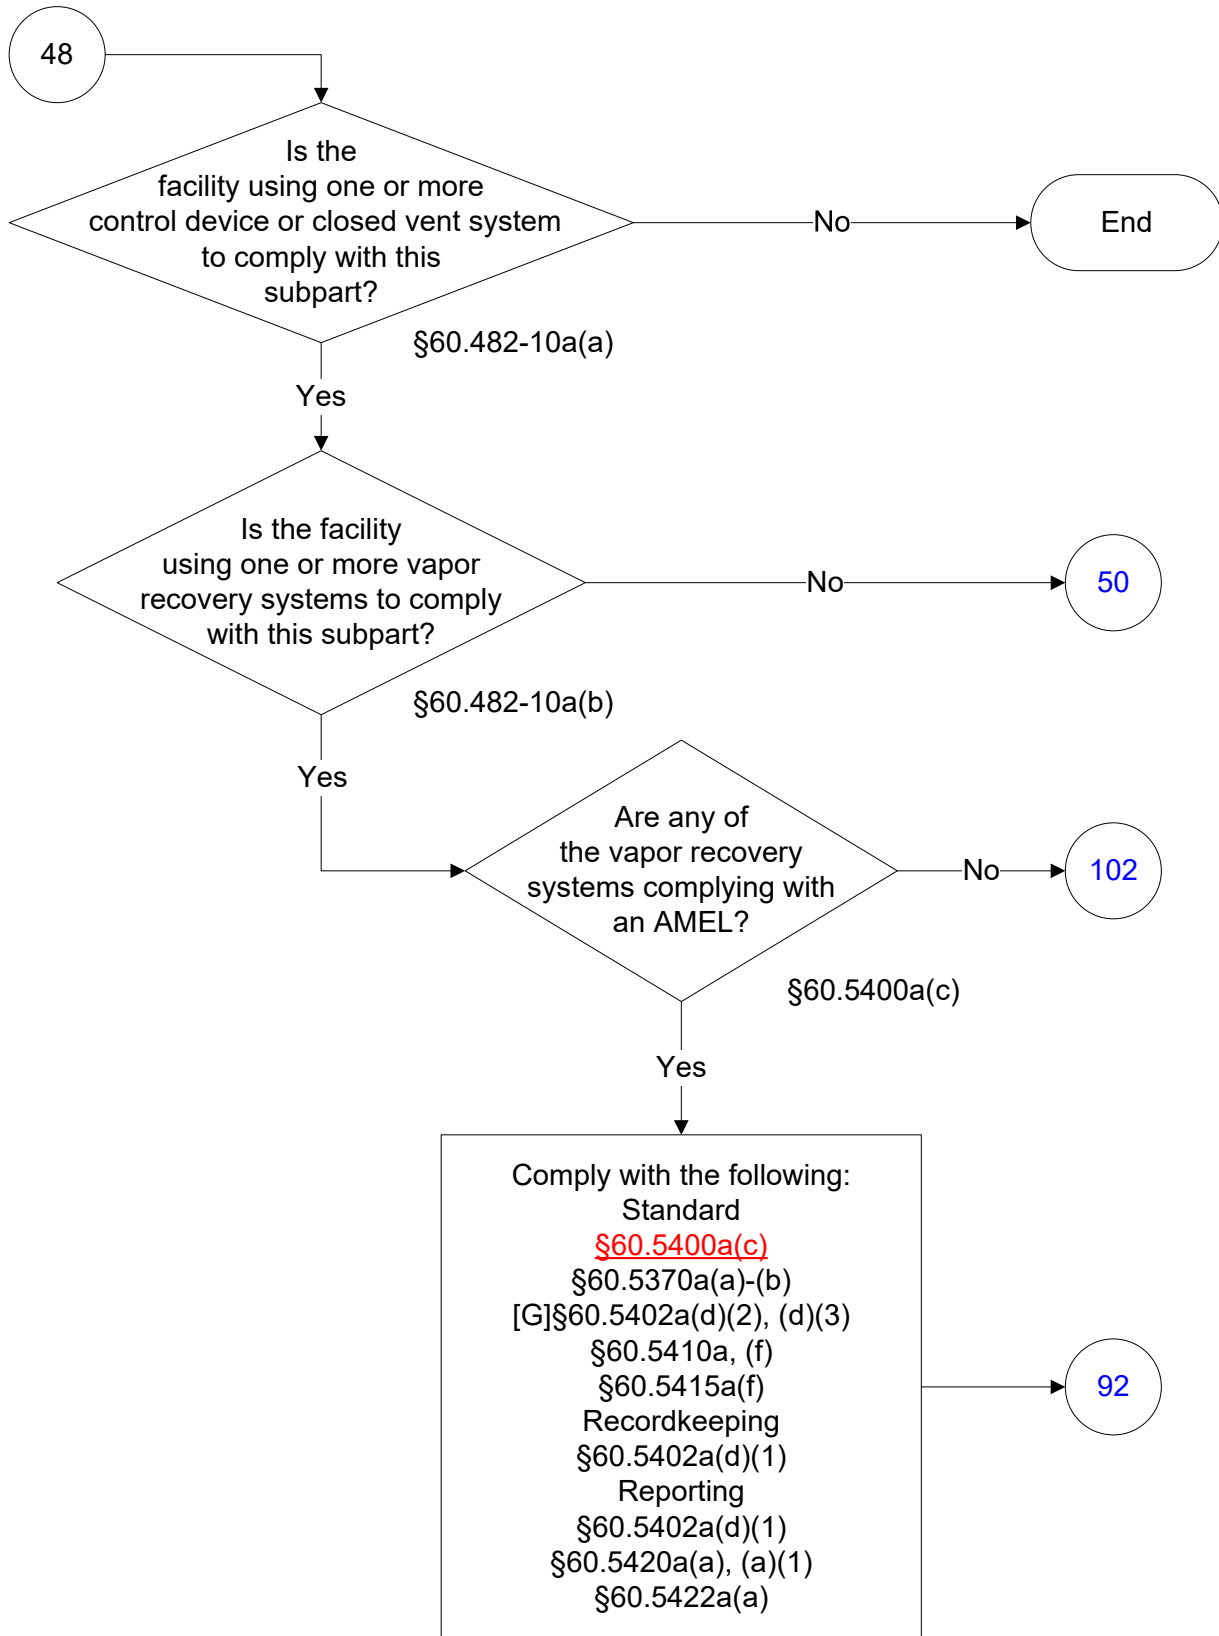 48
Is the
facility using one or more
control device or closed vent system
to comply with this
subpart?
No
End
§60.482-10a(a)
Yes
Is the facility
using one or more vapor
recovery systems to comply
with this subpart?
No
50
§60.482-10a(b)
Yes
Are any of
the vapor recovery
systems complying with
an AMEL?
No
102
§60.5400a(c)
Yes
Comply with the following:
Standard
§60.5400a(c)
§60.5370a(a)-(b)
[G]§60.5402a(d)(2), (d)(3)
§60.5410a, (f)
§60.5415a(f)
Recordkeeping
§60.5402a(d)(1)
Reporting
§60.5402a(d)(1)
§60.5420a(a), (a)(1)
§60.5422a(a)
92